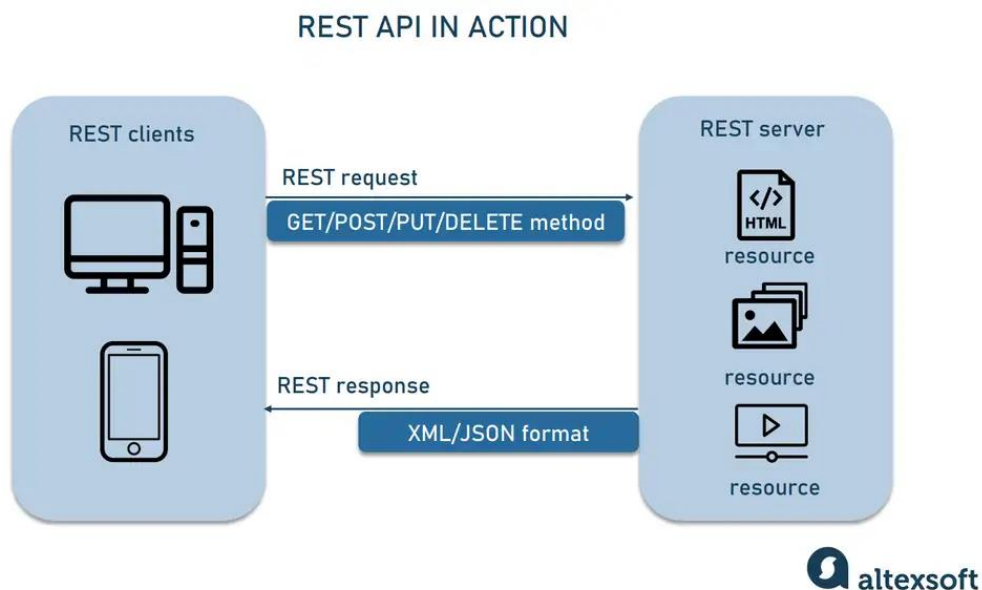 REST API IN ACTION
REST clients
REST request
GET/POST/PUT/DELETE method
REST response
XML/JSON format
REST server
</>
HTML
resource
resource
resource
altexsoft